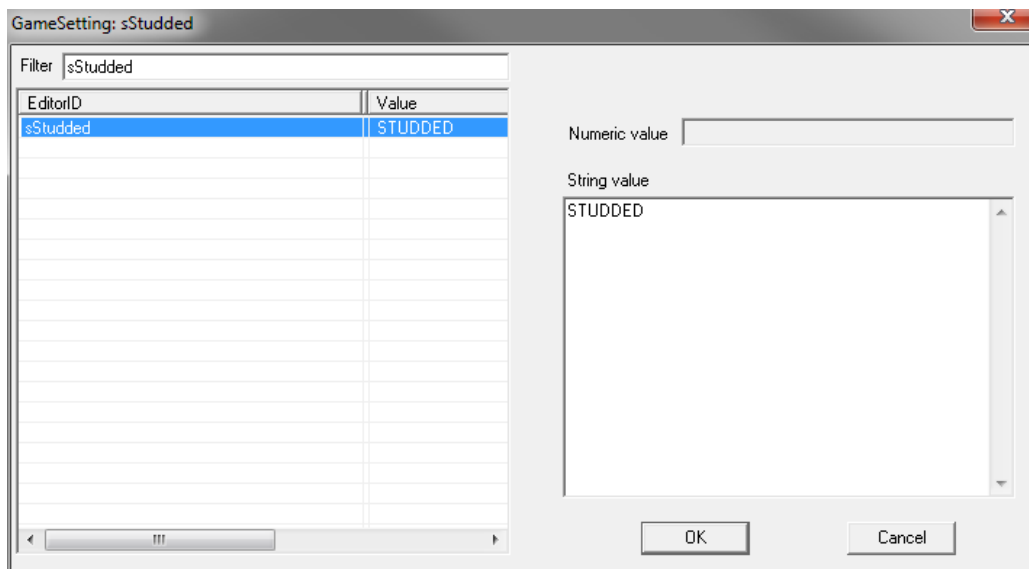 GameSetting: sStudded
Filter sStudded
EditorID Value
sStudded STUDDED
Numeric value
String value
STUDDED
OK Cancel